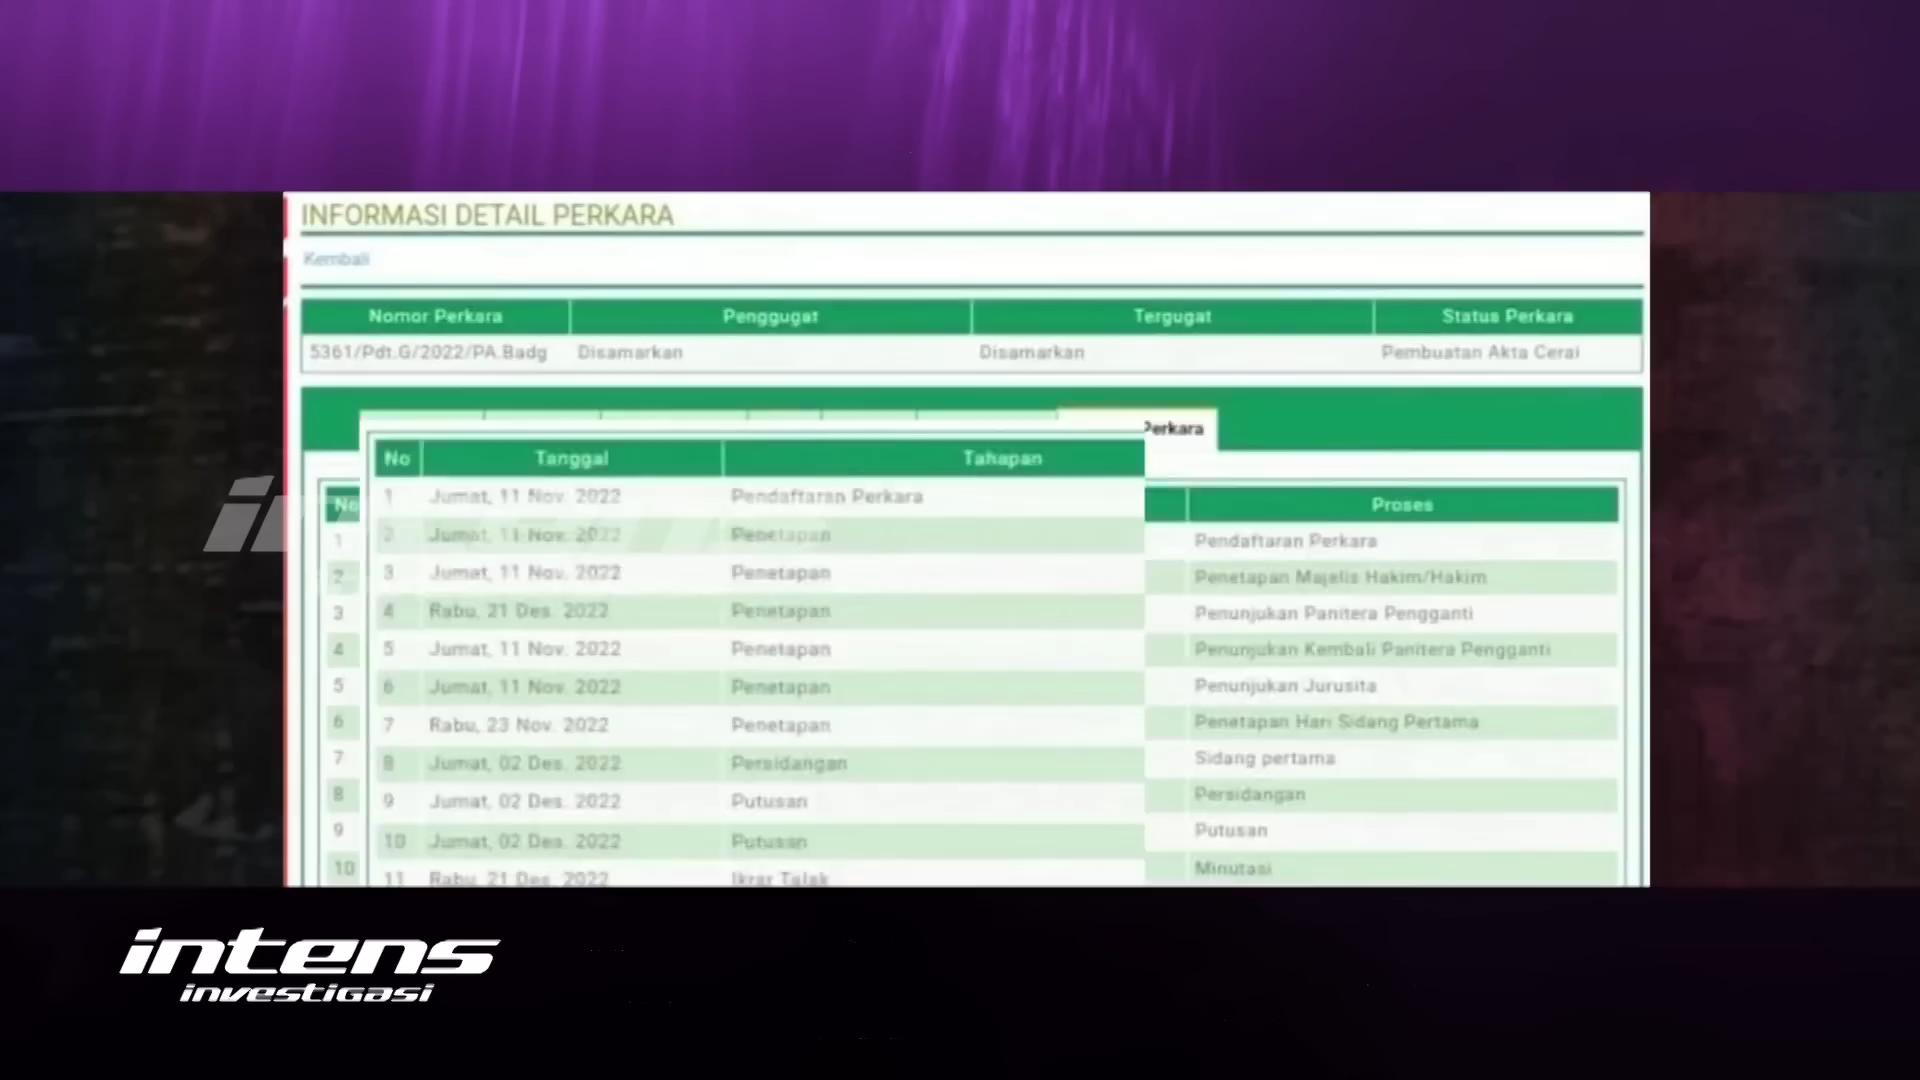 INFORMASI DETAIL PERKARA
Kembali
Nomor Perkara Penggugat Tergugat Status Perkara
5361/Pdt.G/2022/PA.Badg Disamarkan Disamarkan Pembuatan Akta Cerai
Perkara
No Tanggal Tahapan
1 Jumat, 11 Nov. 2022 Pendaftaran Perkara
2 Jumat, 11 Nov. 2022 Penetapan
3 Jumat, 11 Nov. 2022 Penetapan
4 Rabu, 21 Des. 2022 Penetapan
5 Jumat, 11 Nov. 2022 Penetapan
6 Jumat, 11 Nov. 2022 Penetapan
7 Rabu, 23 Nov. 2022 Penetapan
8 Jumat, 02 Des. 2022 Persidangan
9 Jumat, 02 Des. 2022 Putusan
10 Jumat, 02 Des. 2022 Putusan
11 Rabu, 21 Des. 2022 Ikrar Talak
No Proses
1 Pendaftaran Perkara
2 Penetapan Majelis Hakim/Hakim
3 Penunjukan Panitera Pengganti
4 Penunjukan Kembali Panitera Pengganti
5 Penunjukan Jurusita
6 Penetapan Hari Sidang Pertama
7 Sidang pertama
8 Persidangan
9 Putusan
10 Minutasi
intens
investigasi